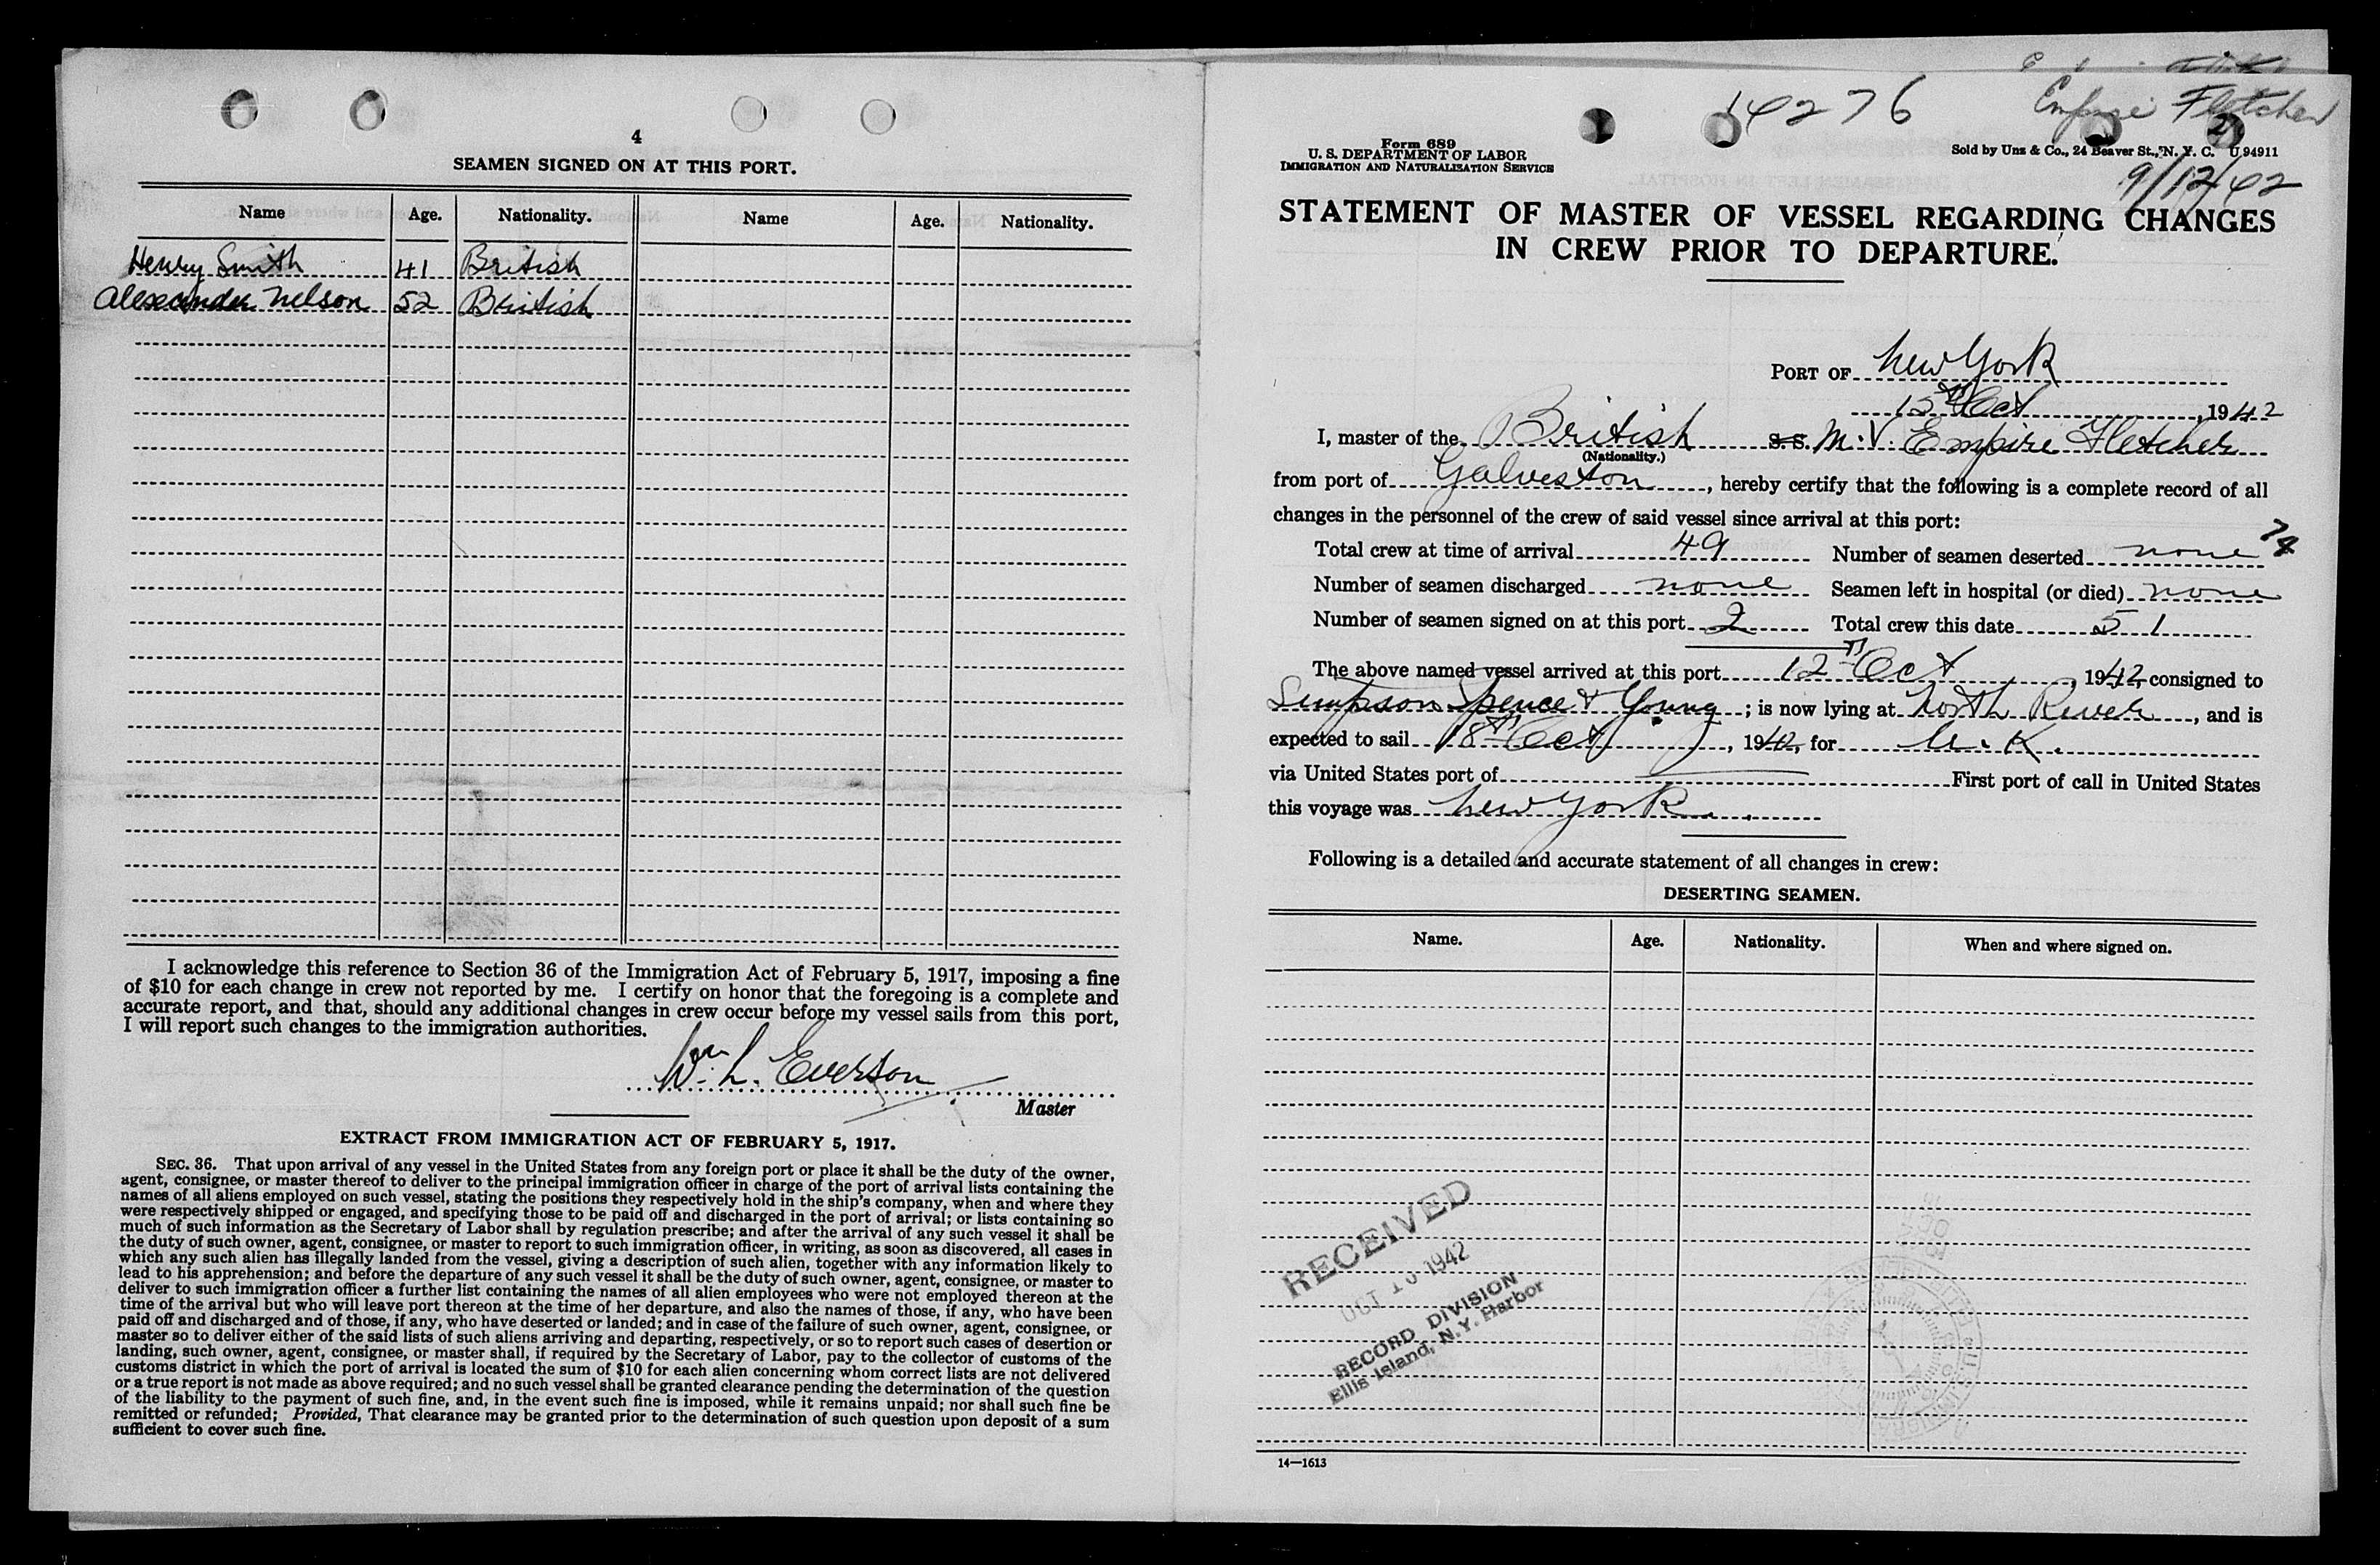 4
SEAMEN SIGNED ON AT THIS PORT.
Name Age. Nationality. Name Age. Nationality.
Henry Smith 41 British
Alexander Nelson 52 British
I acknowledge this reference to Section 36 of the Immigration Act of February 5, 1917, imposing a fine
of $10 for each change in crew not reported by me. I certify on honor that the foregoing is a complete and
accurate report, and that, should any additional changes in crew occur before my vessel sails from this port,
I will report such changes to the immigration authorities.
Wm. L. Everson
Master
EXTRACT FROM IMMIGRATION ACT OF FEBRUARY 5, 1917.
SEC. 36. That upon arrival of any vessel in the United States from any foreign port or place it shall be the duty of the owner,
agent, consignee, or master thereof to deliver to the principal immigration officer in charge of the port of arrival lists containing the
names of all aliens employed on such vessel, stating the positions they respectively hold in the ship's company, when and where they
were respectively shipped or engaged, and specifying those to be paid off and discharged in the port of arrival; or lists containing so
much of such information as the Secretary of Labor shall by regulation prescribe; and after the arrival of any such vessel it shall be
the duty of such owner, agent, consignee, or master to report to such immigration officer, in writing, as soon as discovered, all cases in
which any such alien has illegally landed from the vessel, giving a description of such alien, together with any information likely to
lead to his apprehension; and before the departure of any such vessel it shall be the duty of such owner, agent, consignee, or master to
deliver to such immigration officer a further list containing the names of all alien employees who were not employed thereon at the
time of the arrival but who will leave port thereon at the time of her departure, and also the names of those, if any, who have been
paid off and discharged and of those, if any, who have deserted or landed; and in case of the failure of such owner, agent, consignee, or
master so to deliver either of the said lists of such aliens arriving and departing, respectively, or so to report such cases of desertion or
landing, such owner, agent, consignee, or master shall, if required by the Secretary of Labor, pay to the collector of customs of the
customs district in which the port of arrival is located the sum of $10 for each alien concerning whom correct lists are not delivered
or a true report is not made as above required; and no such vessel shall be granted clearance pending the determination of the question
of the liability to the payment of such fine, and, in the event such fine is imposed, while it remains unpaid; nor shall such fine be
remitted or refunded; Provided, That clearance may be granted prior to the determination of such question upon deposit of a sum
sufficient to cover such fine.
14276 Empire Fletcher
Form 689
U. S. DEPARTMENT OF LABOR
IMMIGRATION AND NATURALIZATION SERVICE
Sold by Unz & Co., 24 Beaver St., N. Y. C. U 94911
9/12/42
STATEMENT OF MASTER OF VESSEL REGARDING CHANGES
IN CREW PRIOR TO DEPARTURE.
PORT OF New York
15th Oct, 1942
I, master of the British S. S. M. V. Empire Fletcher
(Nationality.)
from port of Galveston, hereby certify that the following is a complete record of all
changes in the personnel of the crew of said vessel since arrival at this port:
Total crew at time of arrival 49 Number of seamen deserted none
Number of seamen discharged none Seamen left in hospital (or died) none
Number of seamen signed on at this port 2 Total crew this date 51
The above named vessel arrived at this port 12th Oct, 1942, consigned to
Simpson Spence & Young; is now lying at North River, and is
expected to sail 18th Oct, 1942, for U. K.
via United States port of First port of call in United States
this voyage was New York.
Following is a detailed and accurate statement of all changes in crew:
DESERTING SEAMEN.
Name. Age. Nationality. When and where signed on.
RECEIVED
OCT 1942
RECORD DIVISION
Ellis Island, N.Y. Harbor
14—1613